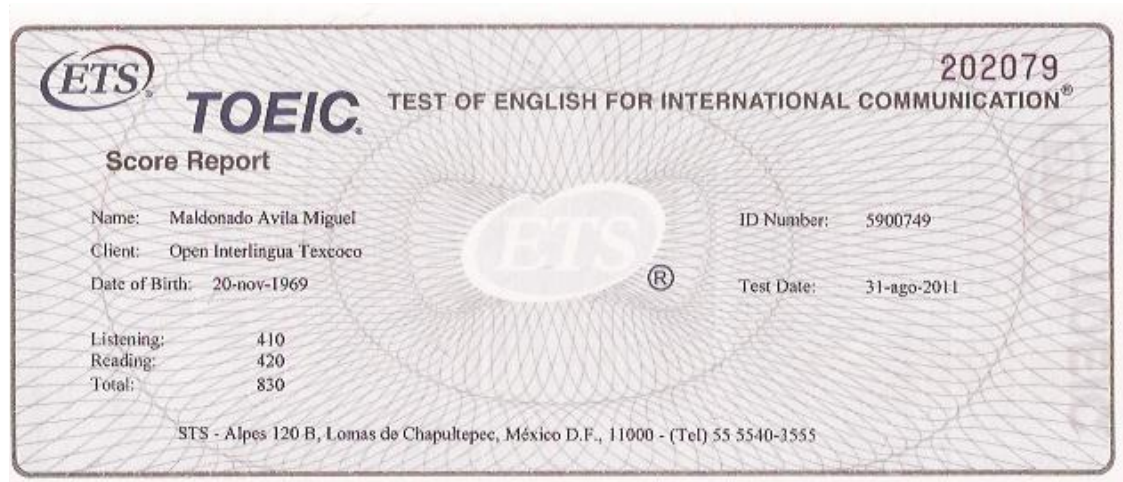 202079
ETS
TOEIC® TEST OF ENGLISH FOR INTERNATIONAL COMMUNICATION®
Score Report
Name: Maldonado Avila Miguel ID Number: 5900749
Client: Open Interlingua Texcoco
Date of Birth: 20-nov-1969 Test Date: 31-ago-2011
ETS ®
Listening: 410
Reading: 420
Total: 830
STS - Alpes 120 B, Lomas de Chapultepec, México D.F., 11000 - (Tel) 55 5540-3555